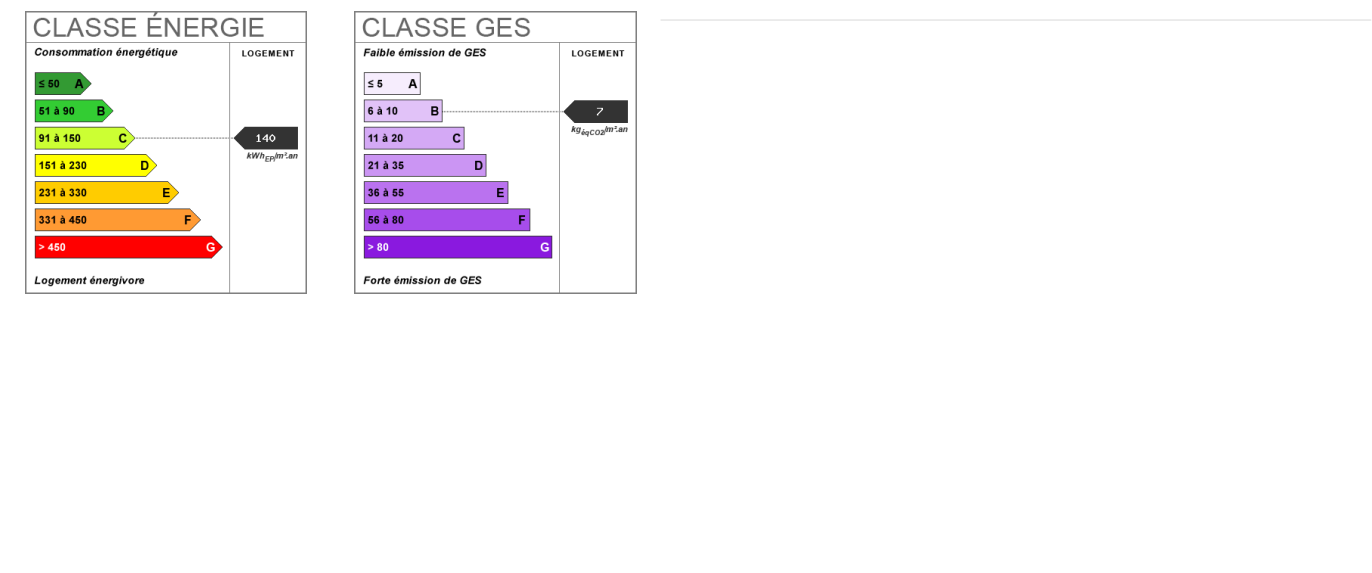 CLASSE ÉNERGIE
Consommation énergétique
LOGEMENT
≤ 50 A
51 à 90 B
91 à 150 C
140
kWhEP/m².an
151 à 230 D
231 à 330 E
331 à 450 F
> 450 G
Logement énergivore
CLASSE GES
Faible émission de GES
LOGEMENT
≤ 5 A
6 à 10 B
7
kgéqCO2/m².an
11 à 20 C
21 à 35 D
36 à 55 E
56 à 80 F
> 80 G
Forte émission de GES